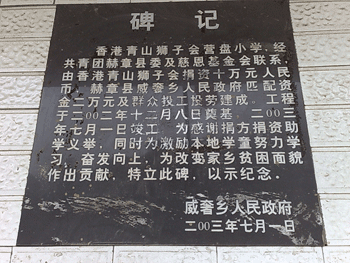 碑记
香港青山狮子会营盘小学,经
共青团赫章县委及慈恩基金会联系,
由香港青山狮子会捐资十万元人民
币、赫章县威奢乡人民政府匹配资
金二万元及群众投工投劳建成。工程
于二00二年十二月八日奠基,二00三
年七月一日竣工。为感谢捐方捐资助
学义举,同时为激励本地学童努力学
习,奋发向上,为改变家乡贫困面貌
作出贡献,特立此碑,以示纪念。
威奢乡人民政府
二00三年七月一日